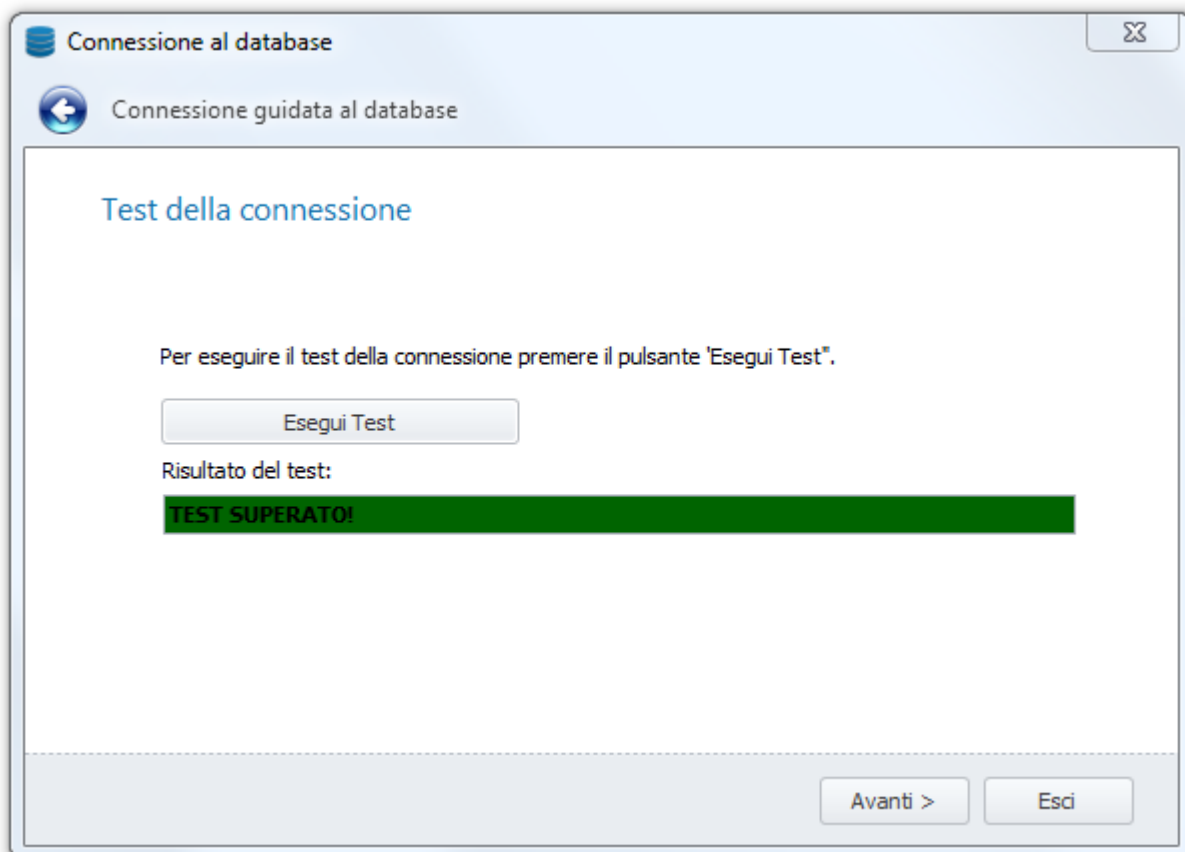 Connessione al database
Connessione guidata al database
Test della connessione
Per eseguire il test della connessione premere il pulsante 'Esegui Test".
Esegui Test
Risultato del test:
TEST SUPERATO!
Avanti >
Esci